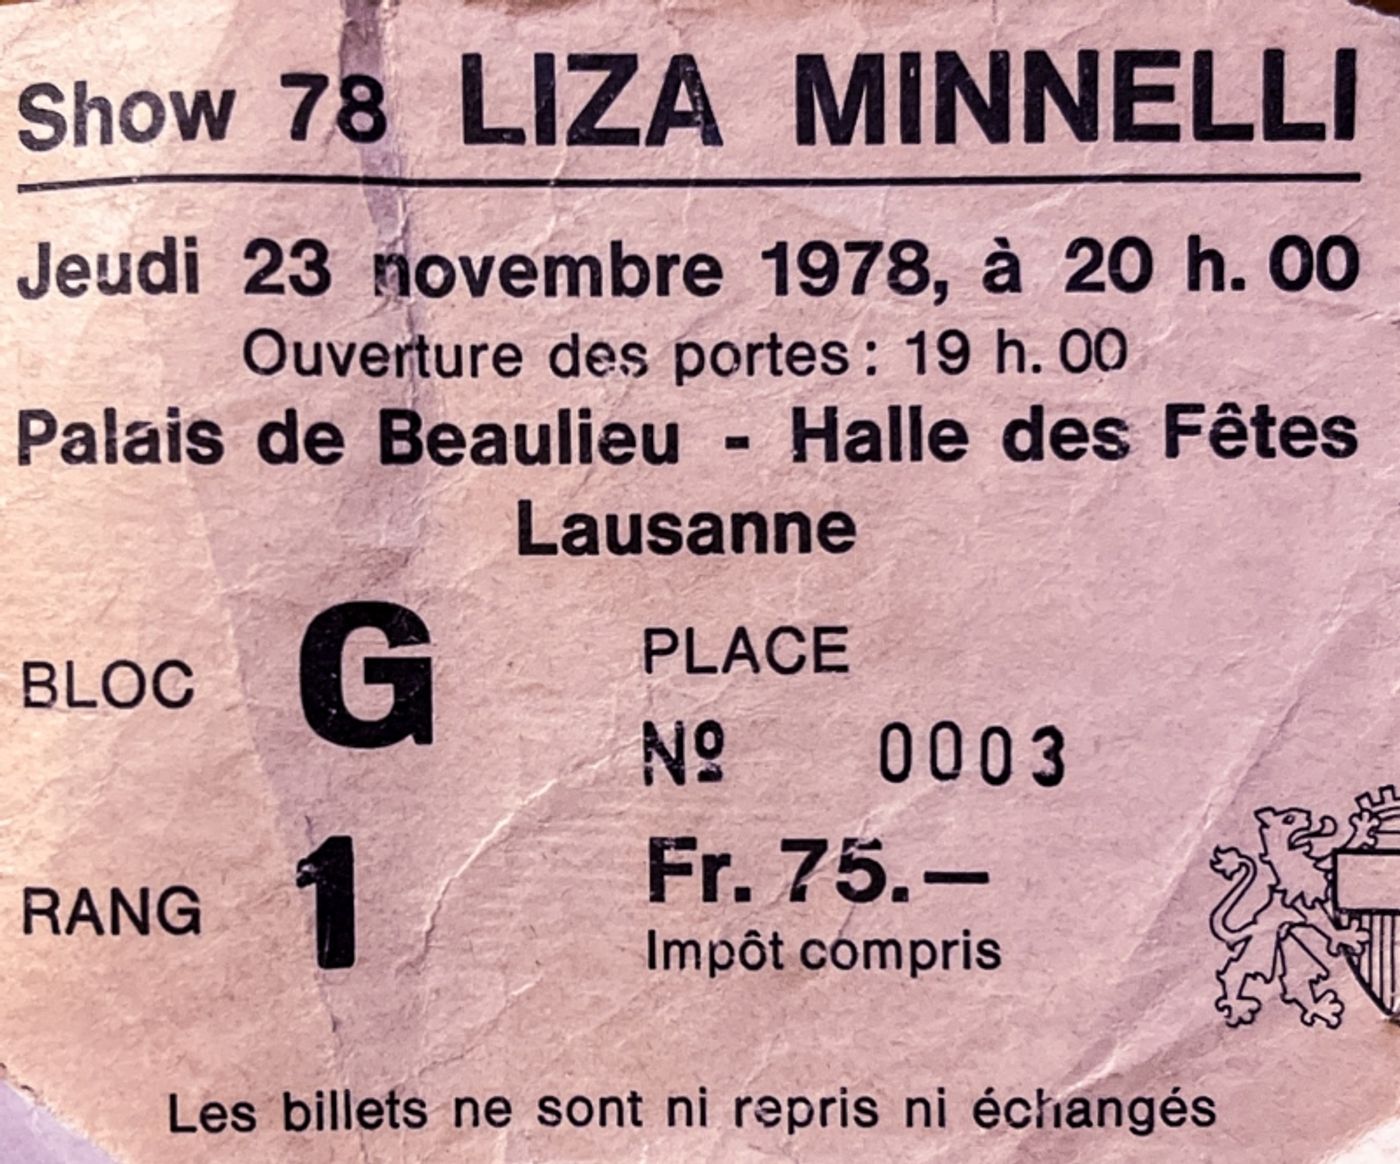 Show 78 LIZA MINNELLI
Jeudi 23 novembre 1978, à 20 h. 00
Ouverture des portes : 19 h. 00
Palais de Beaulieu - Halle des Fêtes
Lausanne
BLOC G
PLACE
Nº 0003
RANG 1
Fr. 75.—
Impôt compris
Les billets ne sont ni repris ni échangés